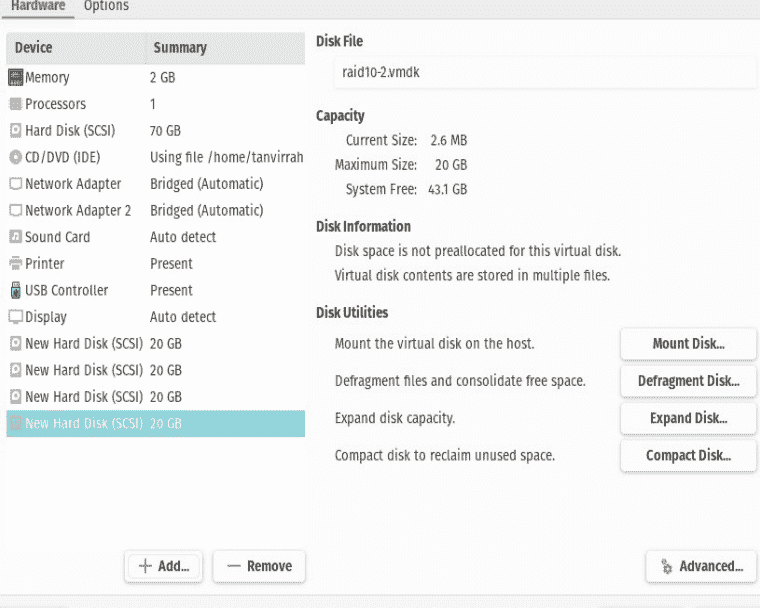 Hardware Options
Device Summary
Memory 2 GB
Processors 1
Hard Disk (SCSI) 70 GB
CD/DVD (IDE) Using file /home/tanvirrah
Network Adapter Bridged (Automatic)
Network Adapter 2 Bridged (Automatic)
Sound Card Auto detect
Printer Present
USB Controller Present
Display Auto detect
New Hard Disk (SCSI) 20 GB
New Hard Disk (SCSI) 20 GB
New Hard Disk (SCSI) 20 GB
New Hard Disk (SCSI) 20 GB
Add... Remove
Disk File
raid10-2.vmdk
Capacity
Current Size: 2.6 MB
Maximum Size: 20 GB
System Free: 43.1 GB
Disk Information
Disk space is not preallocated for this virtual disk.
Virtual disk contents are stored in multiple files.
Disk Utilities
Mount the virtual disk on the host. Mount Disk...
Defragment files and consolidate free space. Defragment Disk...
Expand disk capacity. Expand Disk...
Compact disk to reclaim unused space. Compact Disk...
Advanced...